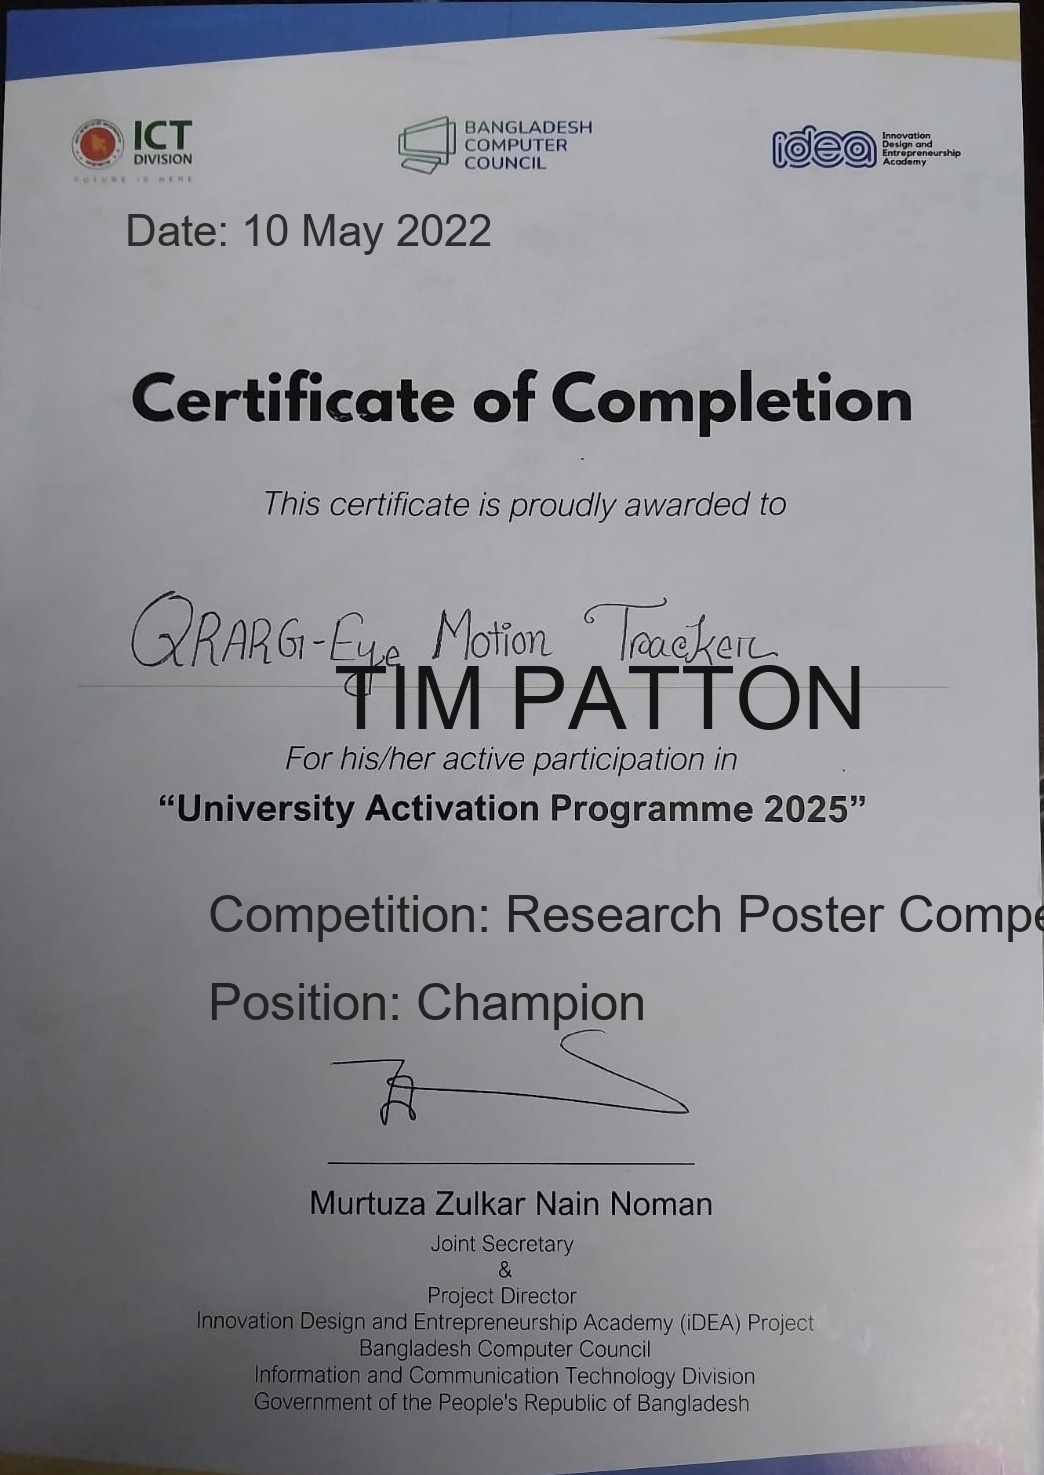 ICT
DIVISION
FUTURE IS HERE
BANGLADESH
COMPUTER
COUNCIL
idea
Innovation
Design and
Entrepreneurship
Academy
Date: 10 May 2022
Certificate of Completion
This certificate is proudly awarded to
QRARG-Eye Motion Tracker
TIM PATTON
For his/her active participation in
“University Activation Programme 2025”
Competition: Research Poster Compe
Position: Champion
Murtuza Zulkar Nain Noman
Joint Secretary
&
Project Director
Innovation Design and Entrepreneurship Academy (iDEA) Project
Bangladesh Computer Council
Information and Communication Technology Division
Government of the People's Republic of Bangladesh